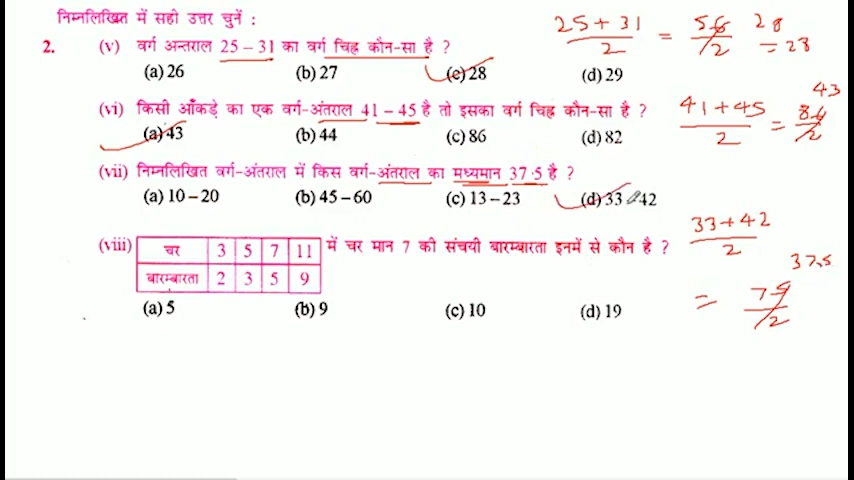 निम्नलिखित में सही उत्तर चुनें :
2. (v) वर्ग अन्तराल 25 – 31 का वर्ग चिह्न कौन-सा है ?
(a) 26 (b) 27 (c) 28 (d) 29
25 + 31 / 2 = 56 / 2 28 = 28
(vi) किसी आँकड़े का एक वर्ग-अंतराल 41 – 45 है तो इसका वर्ग चिह्न कौन-सा है ?
(a) 43 (b) 44 (c) 86 (d) 82
41 + 45 / 2 = 86 / 2 43
(vii) निम्नलिखित वर्ग-अंतराल में किस वर्ग-अंतराल का मध्यमान 37·5 है ?
(a) 10 – 20 (b) 45 – 60 (c) 13 – 23 (d) 33 42
33 + 42 / 2
= 75 / 2 37.5
(viii) चर 3 5 7 11 में चर मान 7 की संचयी बारम्बारता इनमें से कौन है ?
बारम्बारता 2 3 5 9
(a) 5 (b) 9 (c) 10 (d) 19